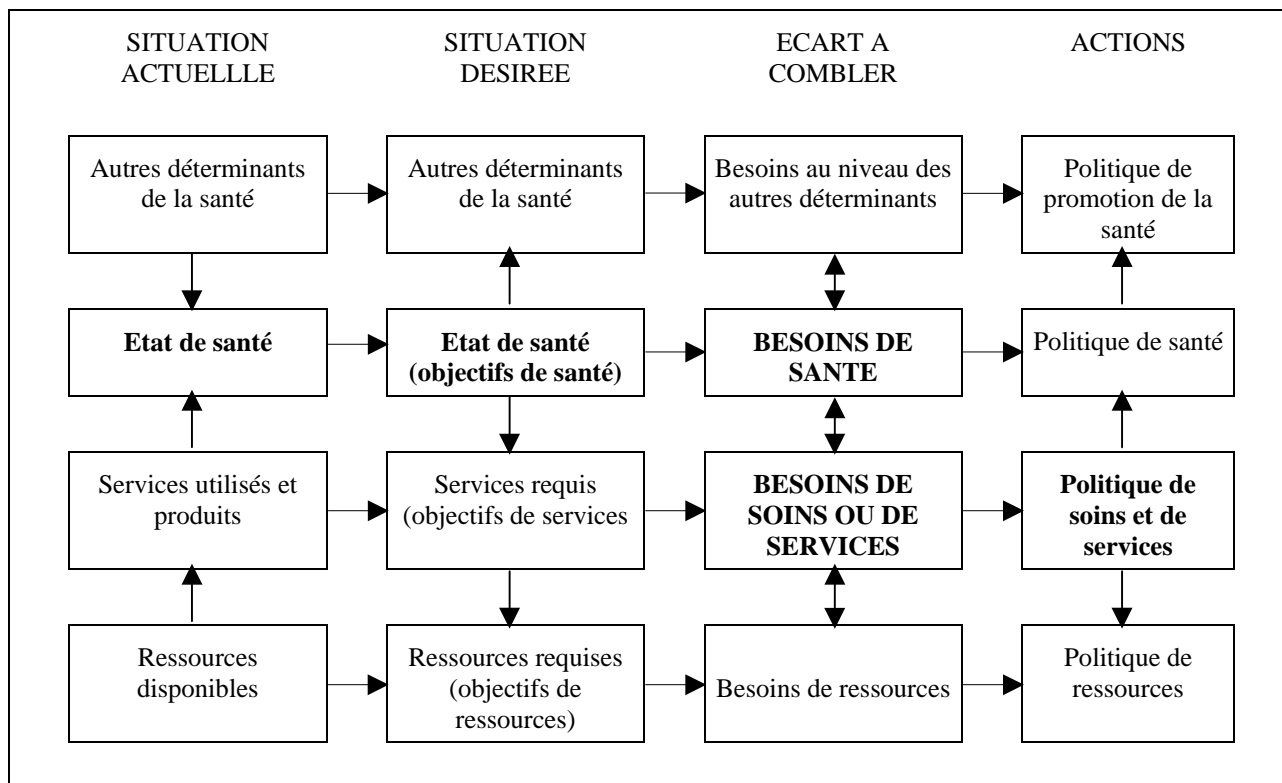 SITUATION
ACTUELLLE
SITUATION
DESIREE
ECART A
COMBLER
ACTIONS
Autres déterminants
de la santé
Autres déterminants
de la santé
Besoins au niveau des
autres déterminants
Politique de
promotion de la
santé
Etat de santé
Etat de santé
(objectifs de santé)
BESOINS DE
SANTE
Politique de santé
Services utilisés et
produits
Services requis
(objectifs de services
BESOINS DE
SOINS OU DE
SERVICES
Politique de
soins et de
services
Ressources
disponibles
Ressources requises
(objectifs de
ressources)
Besoins de ressources
Politique de
ressources